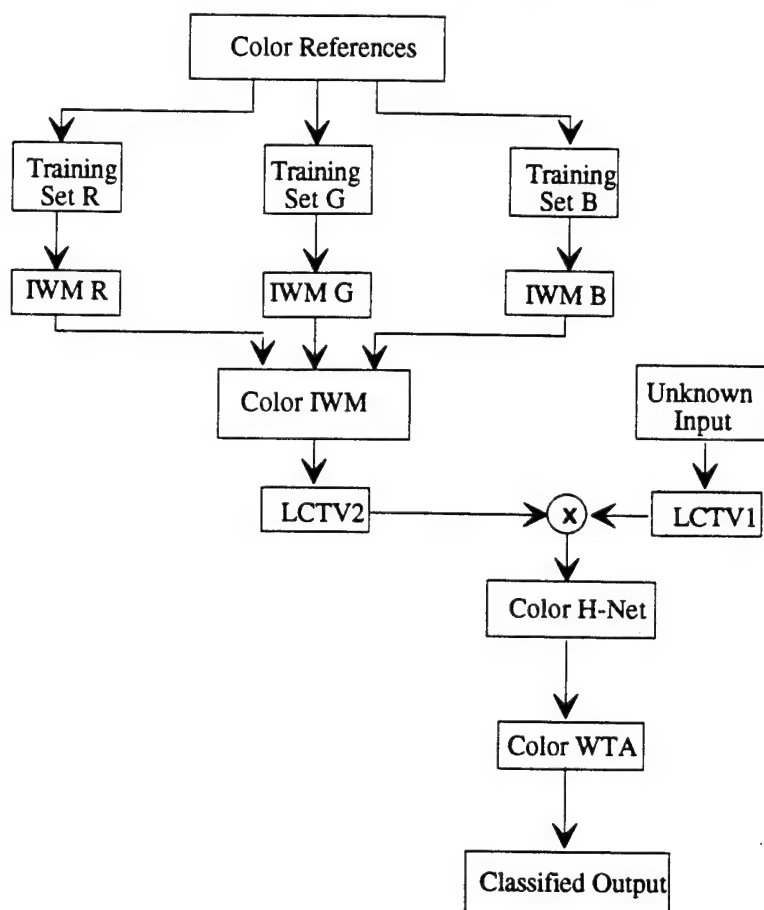 Color References
Training
Set R
Training
Set G
Training
Set B
IWM R
IWM G
IWM B
Color IWM
Unknown
Input
LCTV2
X
LCTV1
Color H-Net
Color WTA
Classified Output